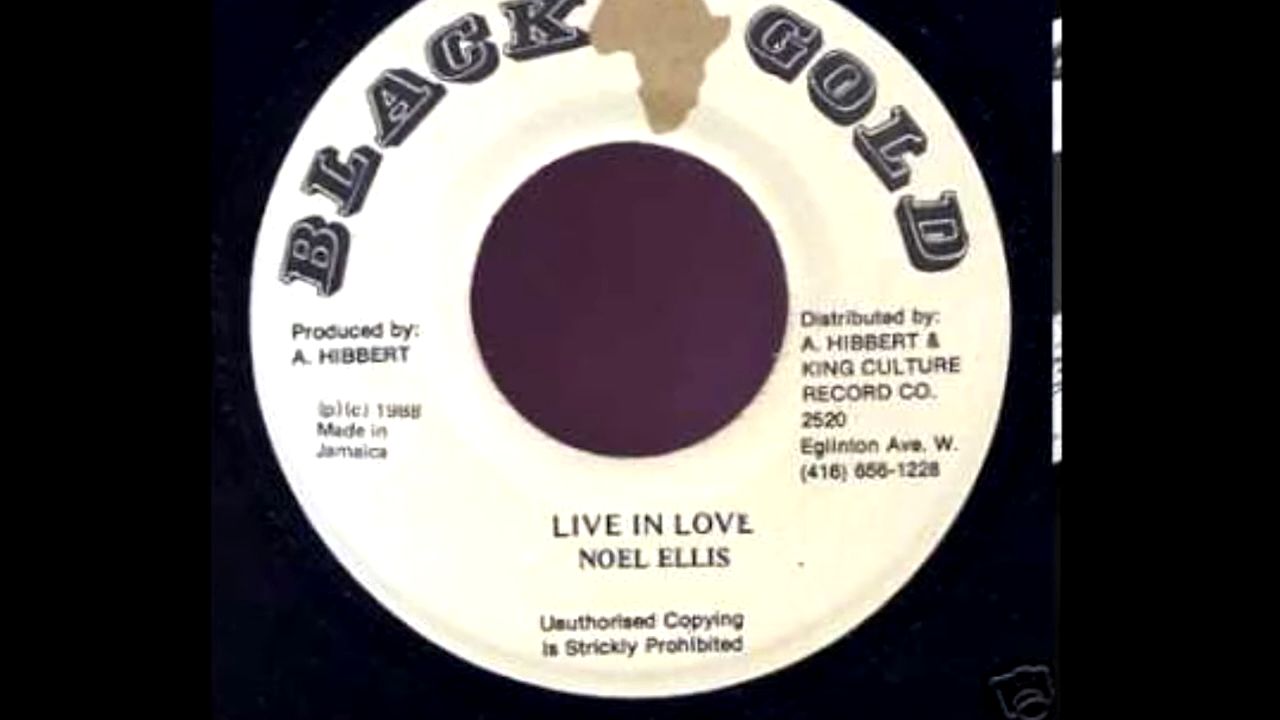 BLACK GOLD
Produced by:
A. HIBBERT
(p)(c) 1988
Made in
Jamaica
Distributed by:
A. HIBBERT &
KING CULTURE
RECORD CO.
2520
Eglinton Ave. W.
(416) 656-1228
LIVE IN LOVE
NOEL ELLIS
Usuthorised Copying
is Strickly Prohibited